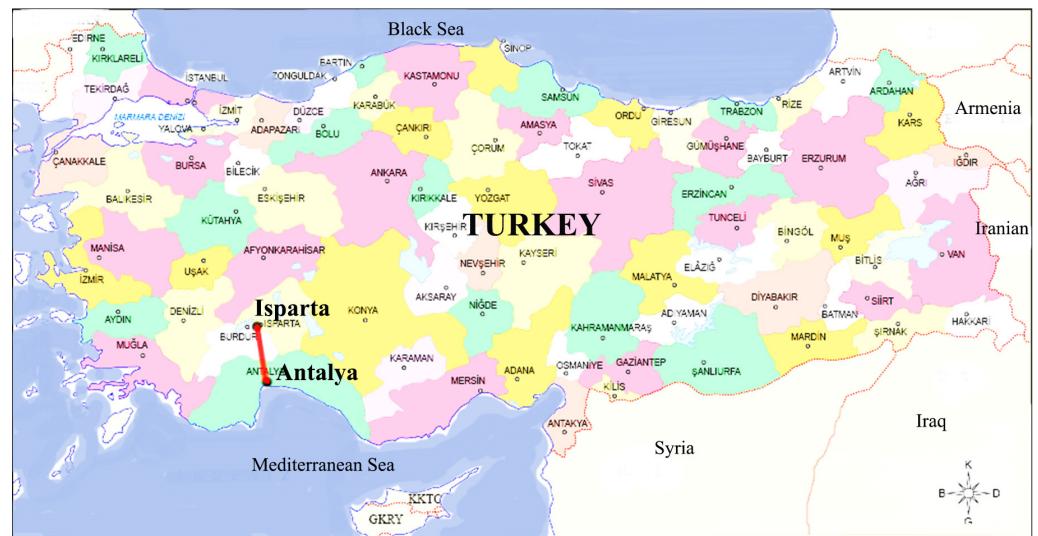 Black Sea
EDİRNE
KIRKLARELİ
SINOP
BARTIN
ZONGULDAK
KASTAMONU
İSTANBUL
ARTVİN
TEKİRDAĞ
KARABÜK
SAMSUN
ARDAHAN
İZMİT
DÜZCE
ORDU
GİRESUN
TRABZON
RİZE
Armenia
MARMARA DENİZİ
YALOVA
ADAPAZARI
BOLU
ÇANKIRI
AMASYA
KARS
ÇORUM
TOKAT
GÜMÜŞHANE
BAYBURT
ERZURUM
ÇANAKKALE
BURSA
BİLECİK
IĞDIR
ANKARA
BALIKESİR
ESKİŞEHİR
KIRIKKALE
YOZGAT
SİVAS
ERZİNCAN
AĞRI
KÜTAHYA
TUNCELİ
KIRŞEHİR
TURKEY
BİNGÖL
MUŞ
Iranian
MANİSA
AFYONKARAHİSAR
NEVŞEHİR
KAYSERİ
ELAZIĞ
BİTLİS
VAN
İZMİR
UŞAK
MALATYA
AKSARAY
DİYABAKIR
SİİRT
AYDIN
DENİZLİ
Isparta
ISPARTA
KONYA
NİĞDE
ADIYAMAN
BATMAN
HAKKARİ
BURDUR
KAHRAMANMARAŞ
ŞIRNAK
MUĞLA
MARDİN
ANTALYA
Antalya
KARAMAN
ADANA
OSMANİYE
GAZİANTEP
ŞANLIURFA
MERSİN
KİLİS
ANTAKYA
Iraq
Syria
Mediterranean Sea
K
B
D
G
KKTC
GKRY